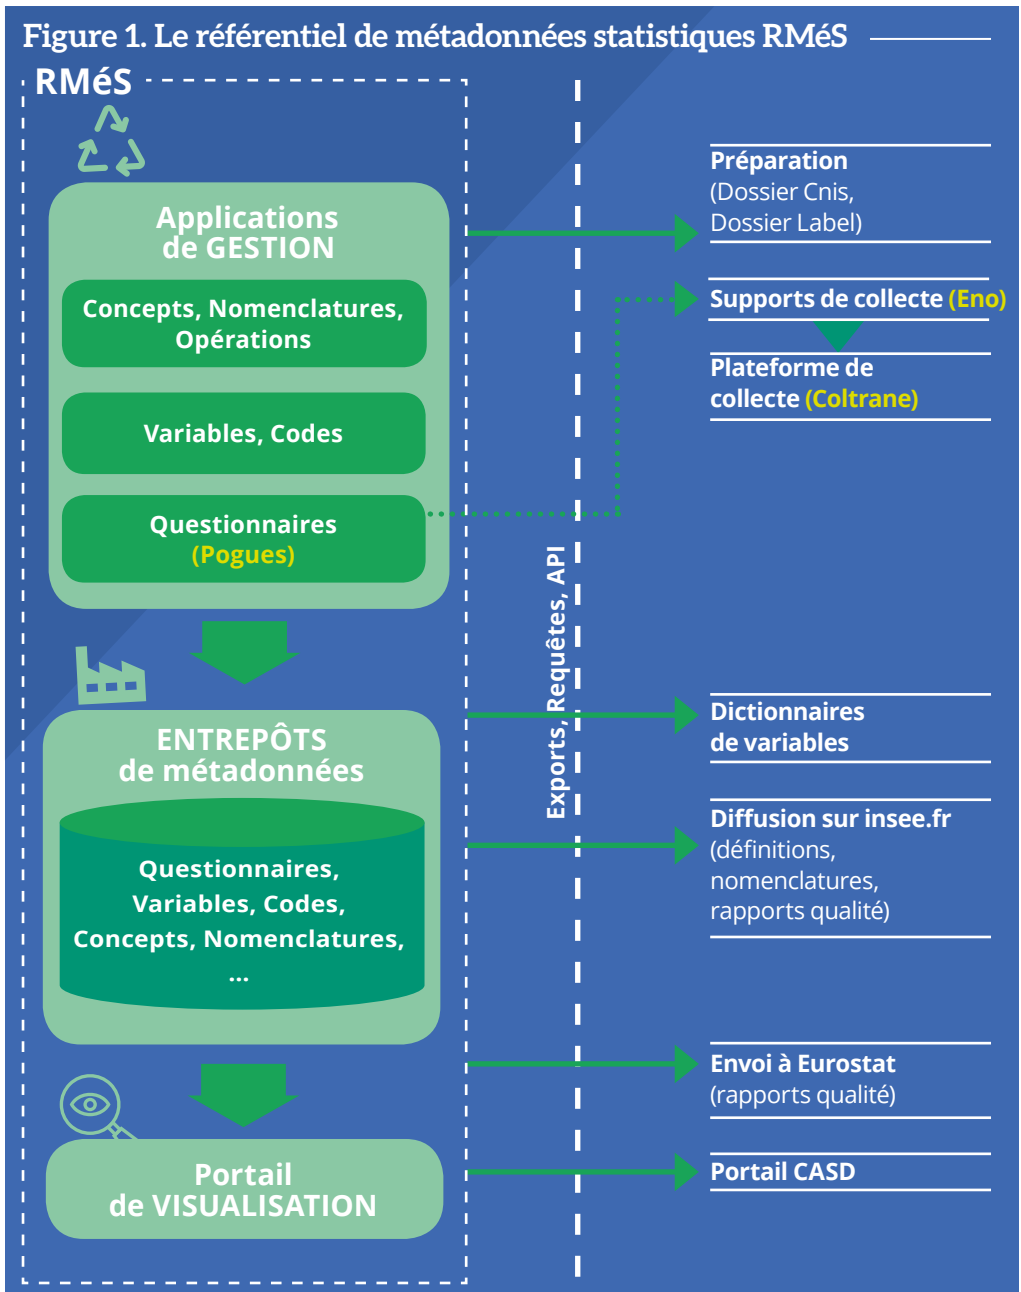 Figure 1. Le référentiel de métadonnées statistiques RMéS
RMéS
Applications
de GESTION
Concepts, Nomenclatures,
Opérations
Variables, Codes
Questionnaires
(Pogues)
ENTREPÔTS
de métadonnées
Questionnaires,
Variables, Codes,
Concepts, Nomenclatures,
...
Portail
de VISUALISATION
Exports, Requêtes, API
Préparation
(Dossier Cnis,
Dossier Label)
Supports de collecte (Eno)
Plateforme de
collecte (Coltrane)
Dictionnaires
de variables
Diffusion sur insee.fr
(définitions,
nomenclatures,
rapports qualité)
Envoi à Eurostat
(rapports qualité)
Portail CASD